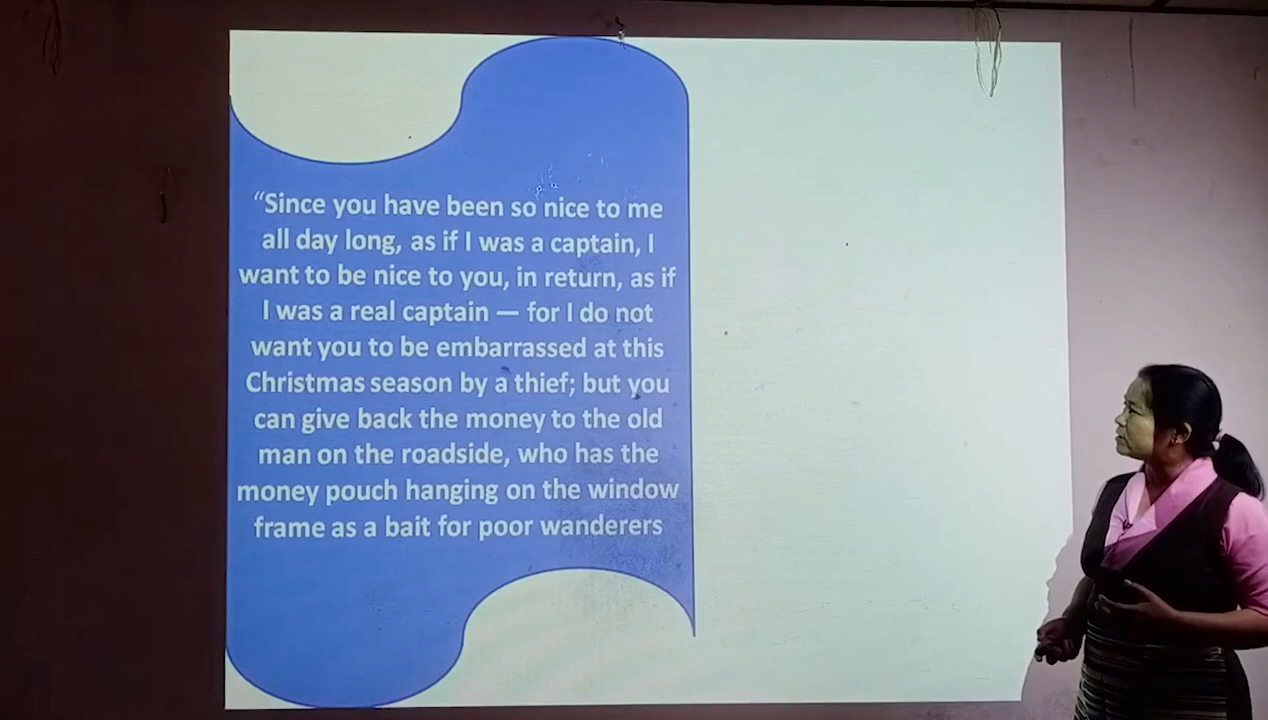 “Since you have been so nice to me
all day long, as if I was a captain, I
want to be nice to you, in return, as if
I was a real captain — for I do not
want you to be embarrassed at this
Christmas season by a thief; but you
can give back the money to the old
man on the roadside, who has the
money pouch hanging on the window
frame as a bait for poor wanderers